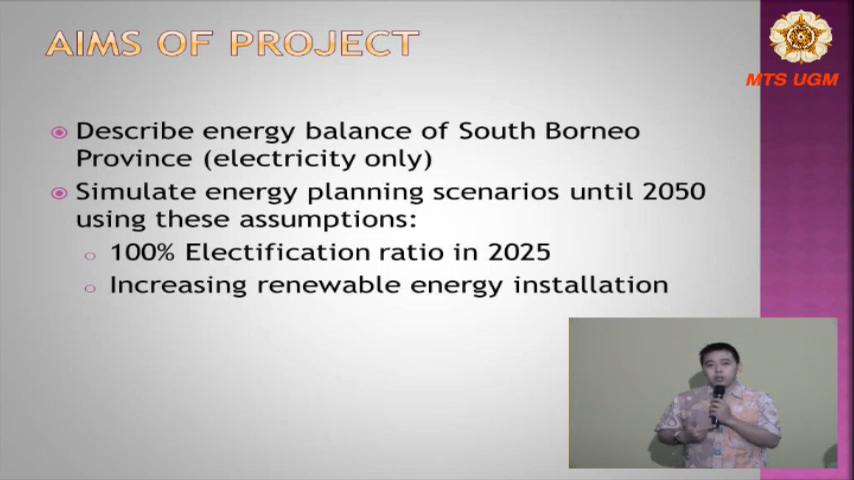 AIMS OF PROJECT
MTS UGM
Describe energy balance of South Borneo
Province (electricity only)
Simulate energy planning scenarios until 2050
using these assumptions:
100% Electification ratio in 2025
Increasing renewable energy installation